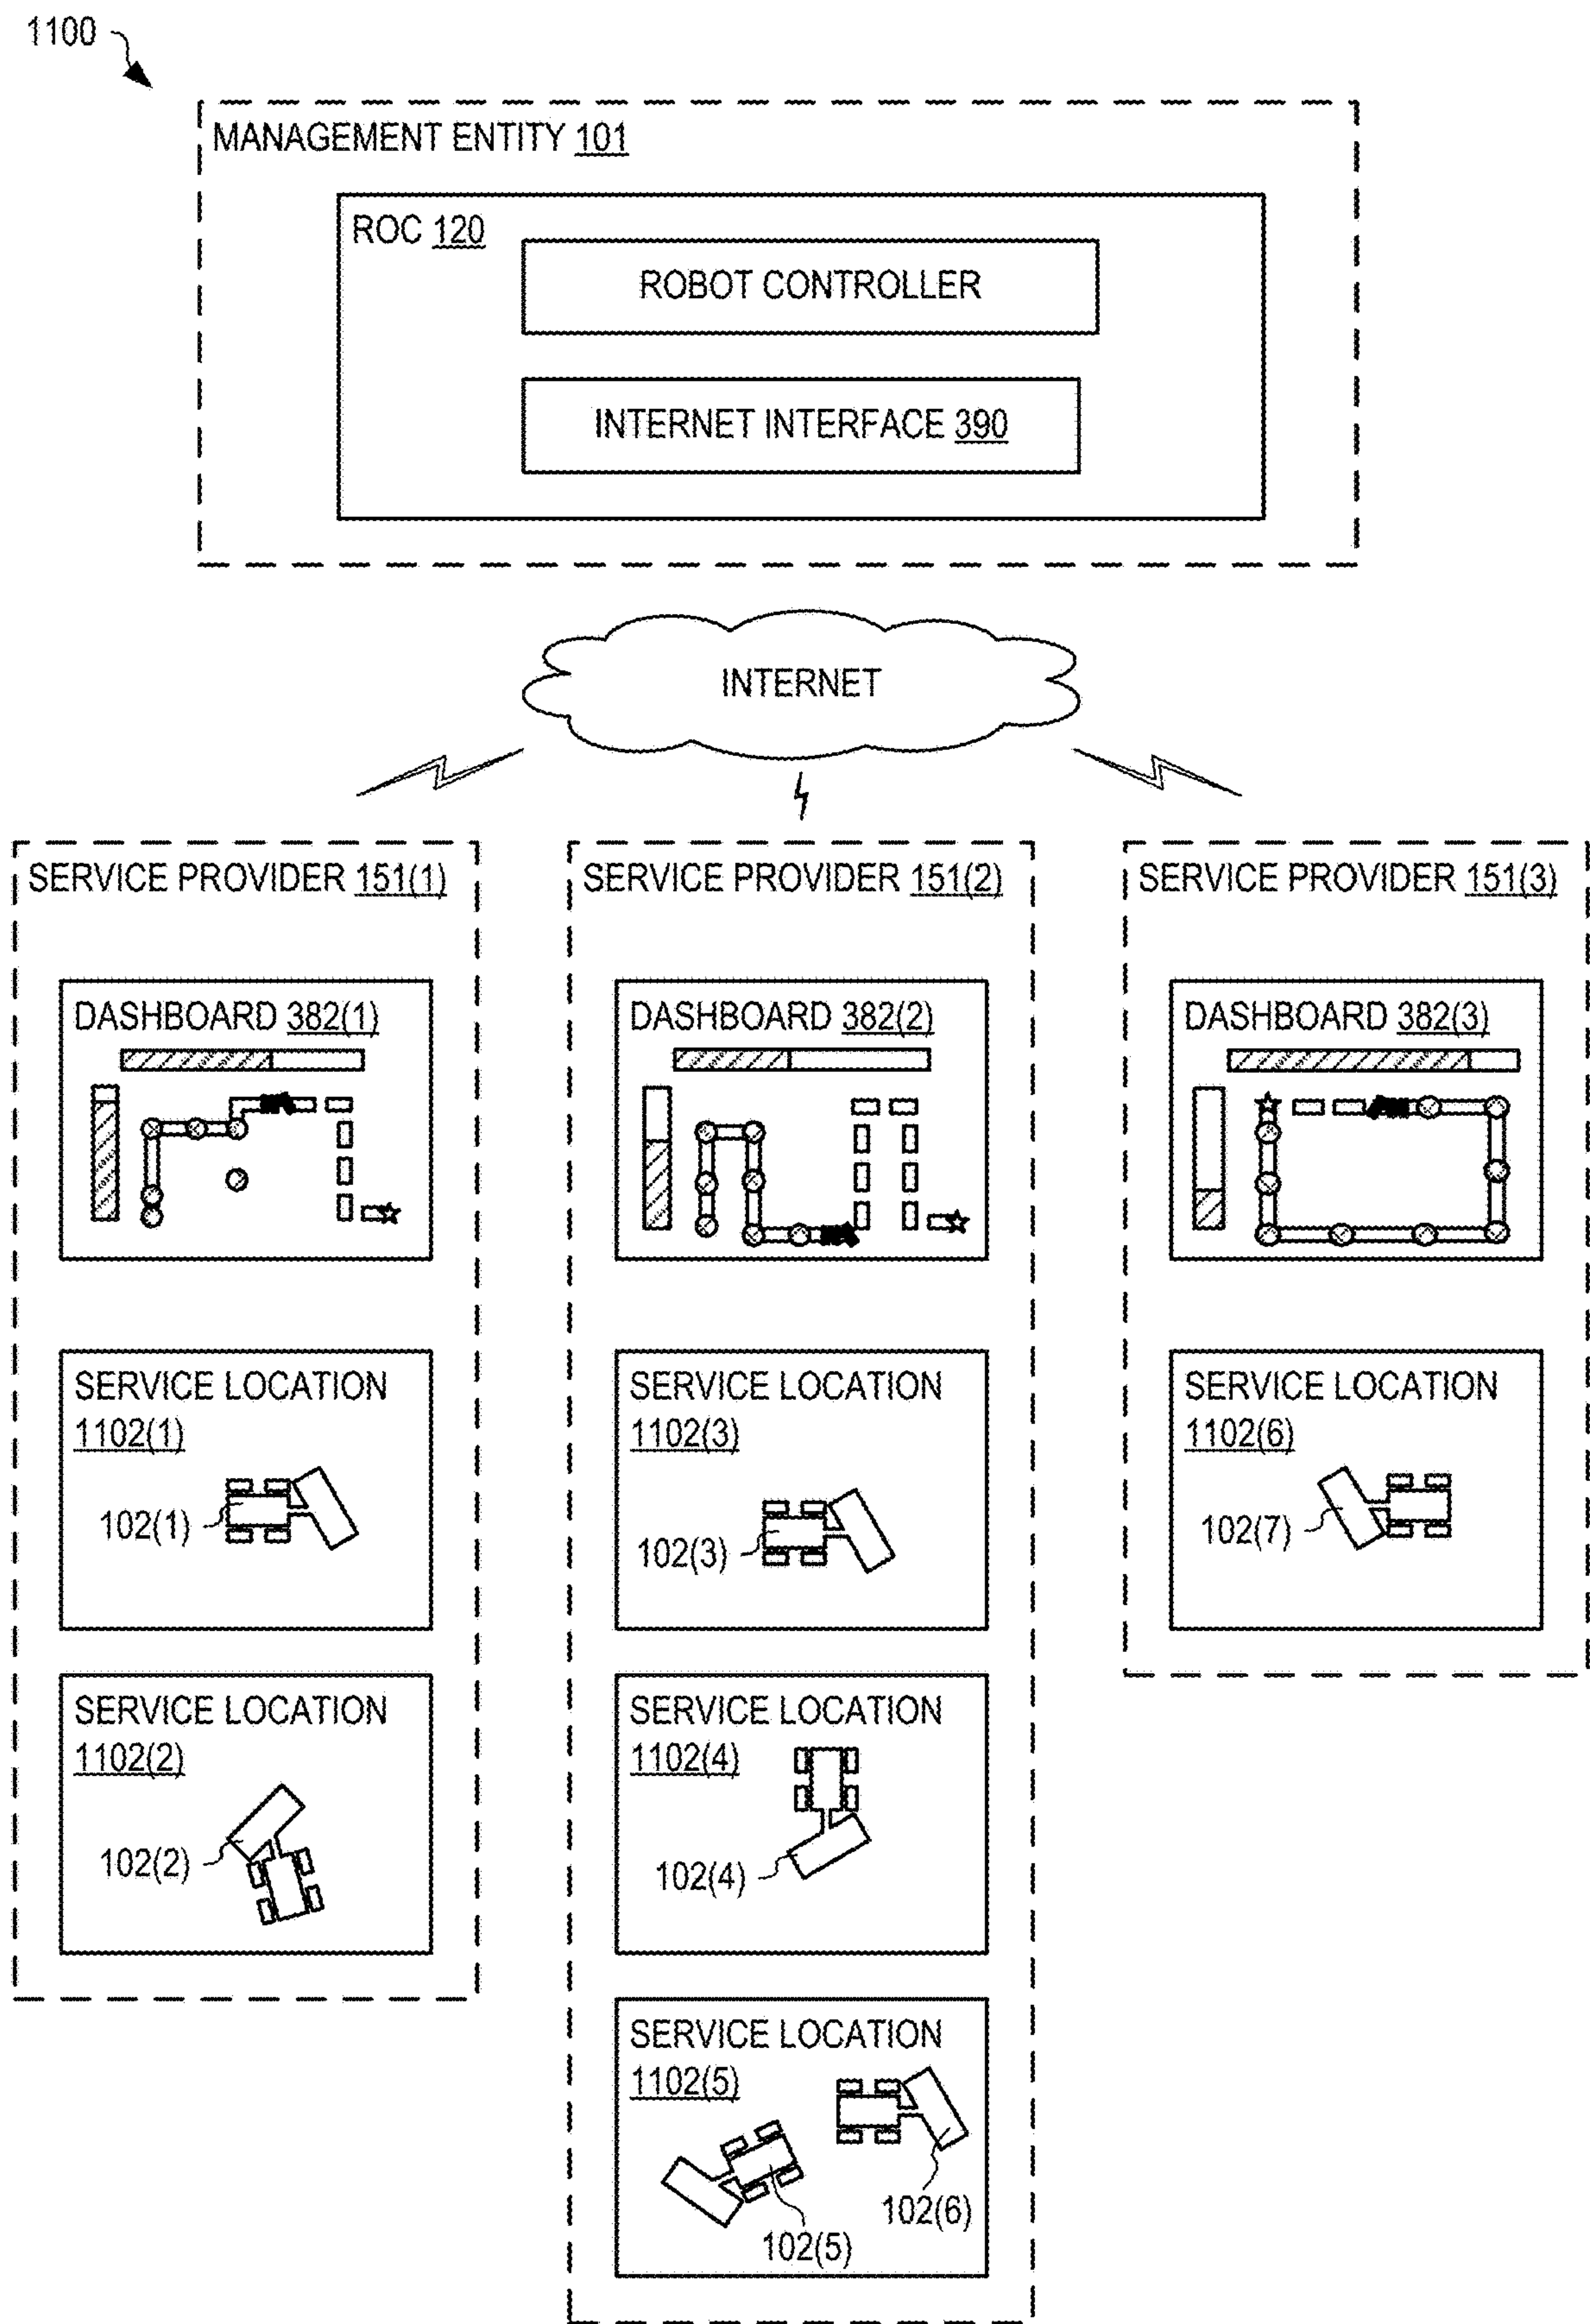 1100
MANAGEMENT ENTITY 101
ROC 120
ROBOT CONTROLLER
INTERNET INTERFACE 390
INTERNET
SERVICE PROVIDER 151(1)
DASHBOARD 382(1)
SERVICE LOCATION
1102(1)
102(1)
SERVICE LOCATION
1102(2)
102(2)
SERVICE PROVIDER 151(2)
DASHBOARD 382(2)
SERVICE LOCATION
1102(3)
102(3)
SERVICE LOCATION
1102(4)
102(4)
SERVICE LOCATION
1102(5)
102(6)
102(5)
SERVICE PROVIDER 151(3)
DASHBOARD 382(3)
SERVICE LOCATION
1102(6)
102(7)